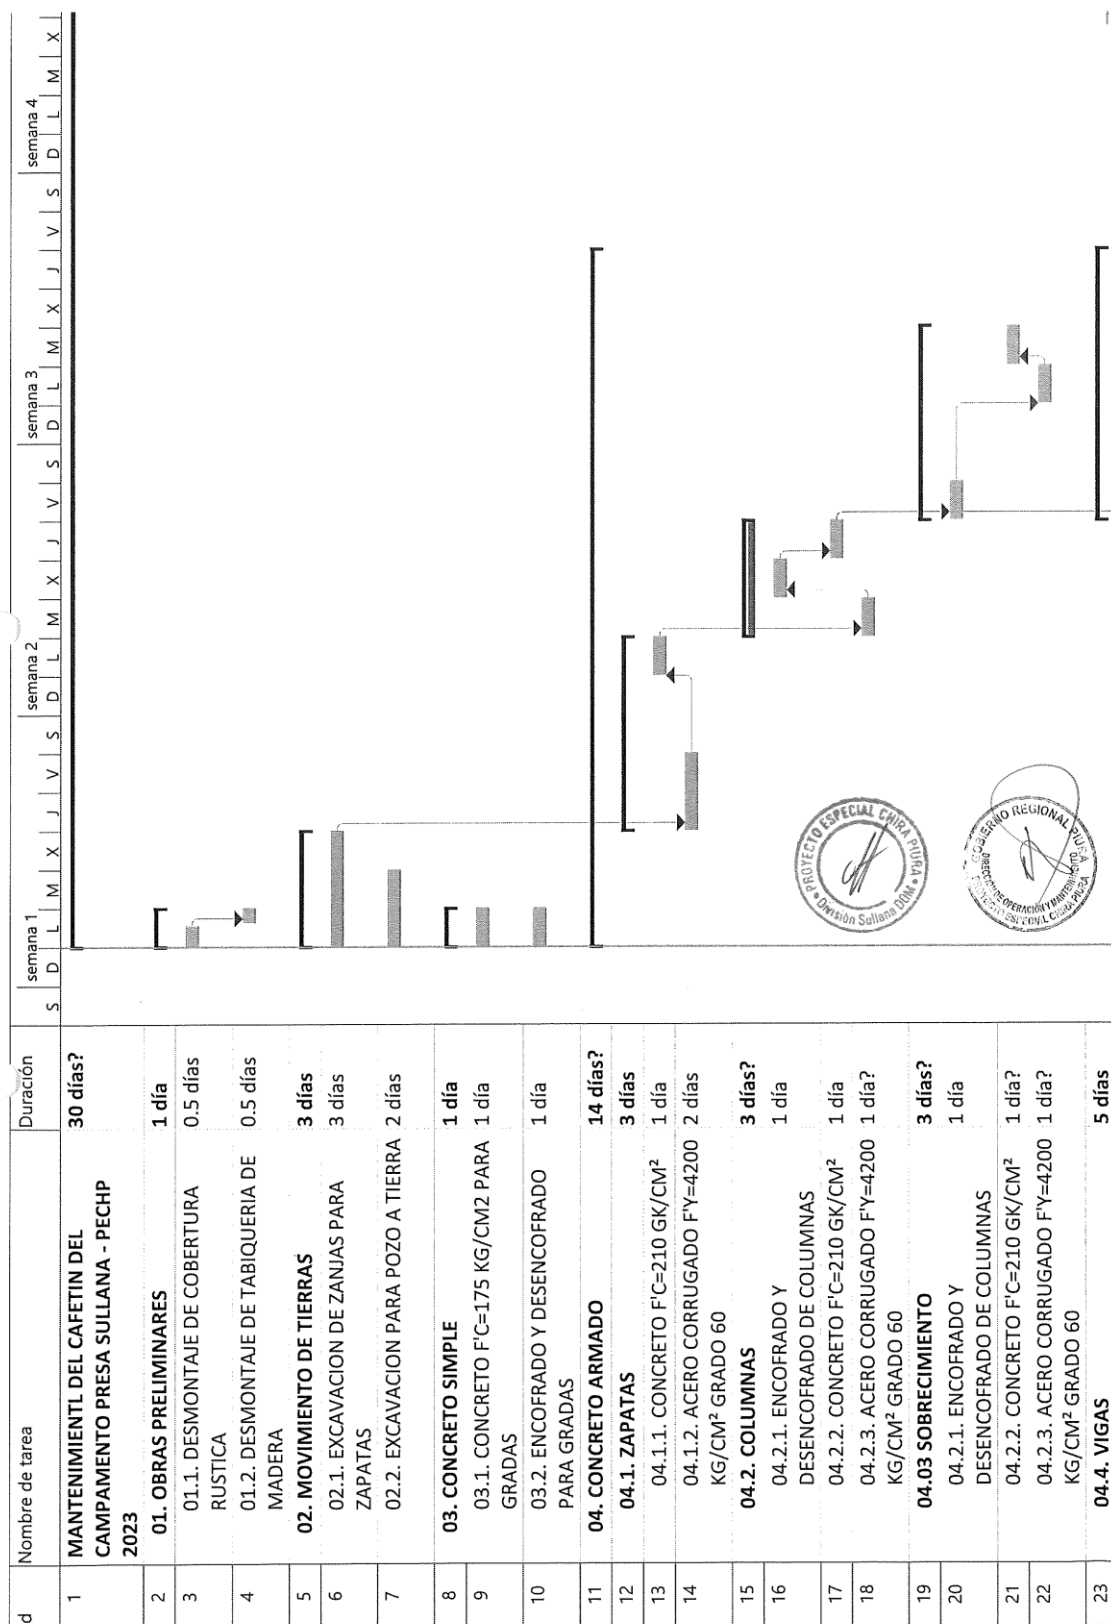 d Nombre de tarea Duración semana 1 semana 2 semana 3 semana 4
S D L M X J V S D L M X J V S D L M X J V S D L M X
1 MANTENIMIENTL DEL CAFETIN DEL 30 días?
CAMPAMENTO PRESA SULLANA - PECHP
2023
2 01. OBRAS PRELIMINARES 1 día
3 01.1. DESMONTAJE DE COBERTURA 0.5 días
RUSTICA
4 01.2. DESMONTAJE DE TABIQUERIA DE 0.5 días
MADERA
5 02. MOVIMIENTO DE TIERRAS 3 días
6 02.1. EXCAVACION DE ZANJAS PARA 3 días
ZAPATAS
7 02.2. EXCAVACION PARA POZO A TIERRA 2 días
8 03. CONCRETO SIMPLE 1 día
9 03.1. CONCRETO F'C=175 KG/CM2 PARA 1 día
GRADAS
10 03.2. ENCOFRADO Y DESENCOFRADO 1 día
PARA GRADAS
11 04. CONCRETO ARMADO 14 días?
12 04.1. ZAPATAS 3 días
13 04.1.1. CONCRETO F'C=210 GK/CM² 1 día
14 04.1.2. ACERO CORRUGADO F'Y=4200 2 días
KG/CM² GRADO 60
15 04.2. COLUMNAS 3 días?
16 04.2.1. ENCOFRADO Y 1 día
DESENCOFRADO DE COLUMNAS
17 04.2.2. CONCRETO F'C=210 GK/CM² 1 día
18 04.2.3. ACERO CORRUGADO F'Y=4200 1 día?
KG/CM² GRADO 60
19 04.03 SOBRECIMIENTO 3 días?
20 04.2.1. ENCOFRADO Y 1 día
DESENCOFRADO DE COLUMNAS
21 04.2.2. CONCRETO F'C=210 GK/CM² 1 día?
22 04.2.3. ACERO CORRUGADO F'Y=4200 1 día?
KG/CM² GRADO 60
23 04.4. VIGAS 5 días
PROYECTO ESPECIAL CHIRA PIURA
División Sullana DOM
GOBIERNO REGIONAL PIURA
DIRECCIÓN DE OPERACIÓN Y MANTENIMIENTO
PROYECTO ESPECIAL CHIRA PIURA